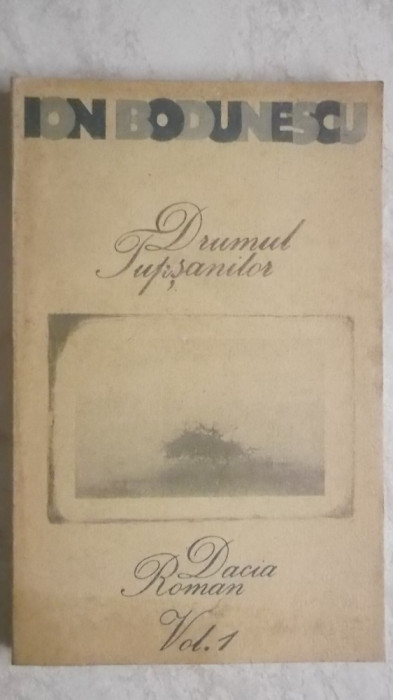 ION BODUNESCU
Drumul
Tupșanilor
Dacia
Roman
Vol. 1